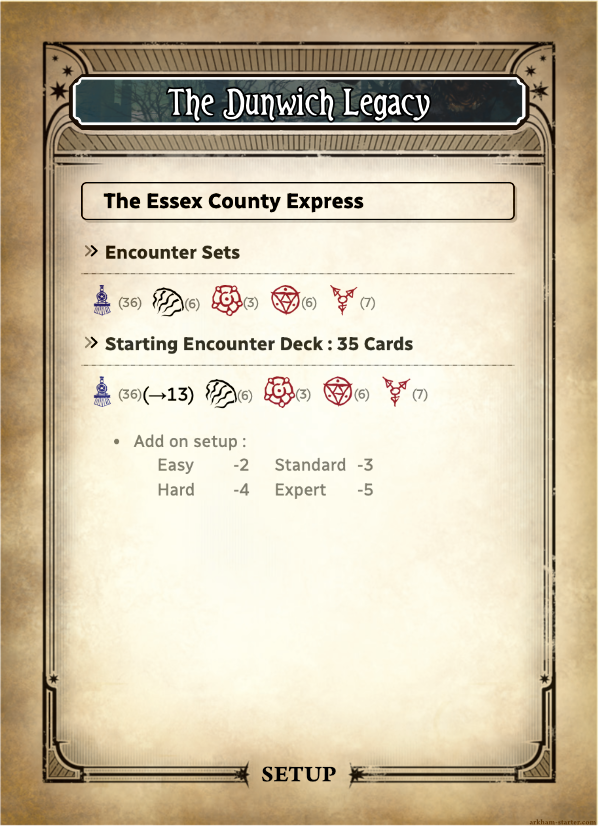 The Dunwich Legacy
The Essex County Express
» Encounter Sets
(36) (6) (3) (6) (7)
» Starting Encounter Deck : 35 Cards
(36)(→13) (6) (3) (6) (7)
• Add on setup :
Easy -2 Standard -3
Hard -4 Expert -5
SETUP
arkham-starter.com